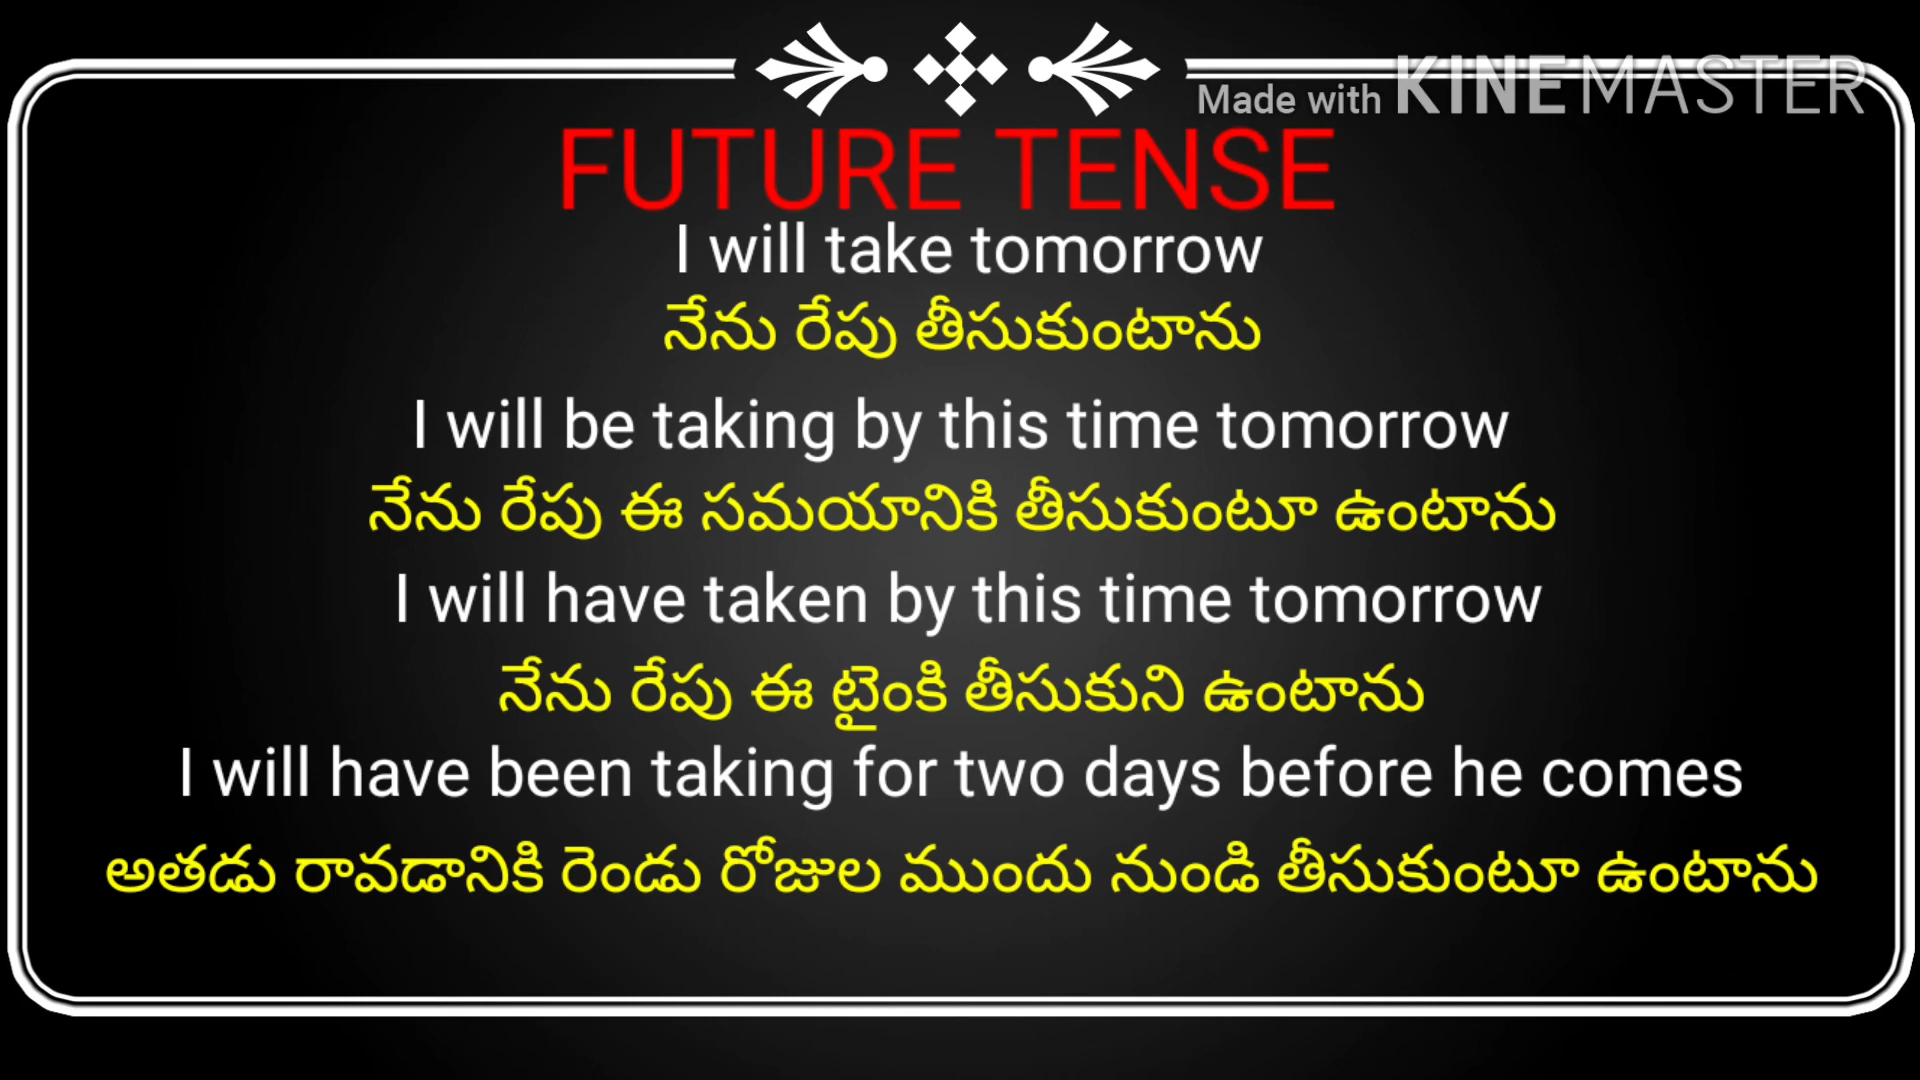 Made with KINEMASTER
FUTURE TENSE
I will take tomorrow
నేను రేపు తీసుకుంటాను
I will be taking by this time tomorrow
నేను రేపు ఈ సమయానికి తీసుకుంటూ ఉంటాను
I will have taken by this time tomorrow
నేను రేపు ఈ టైంకి తీసుకుని ఉంటాను
I will have been taking for two days before he comes
అతడు రావడానికి రెండు రోజుల ముందు నుండి తీసుకుంటూ ఉంటాను